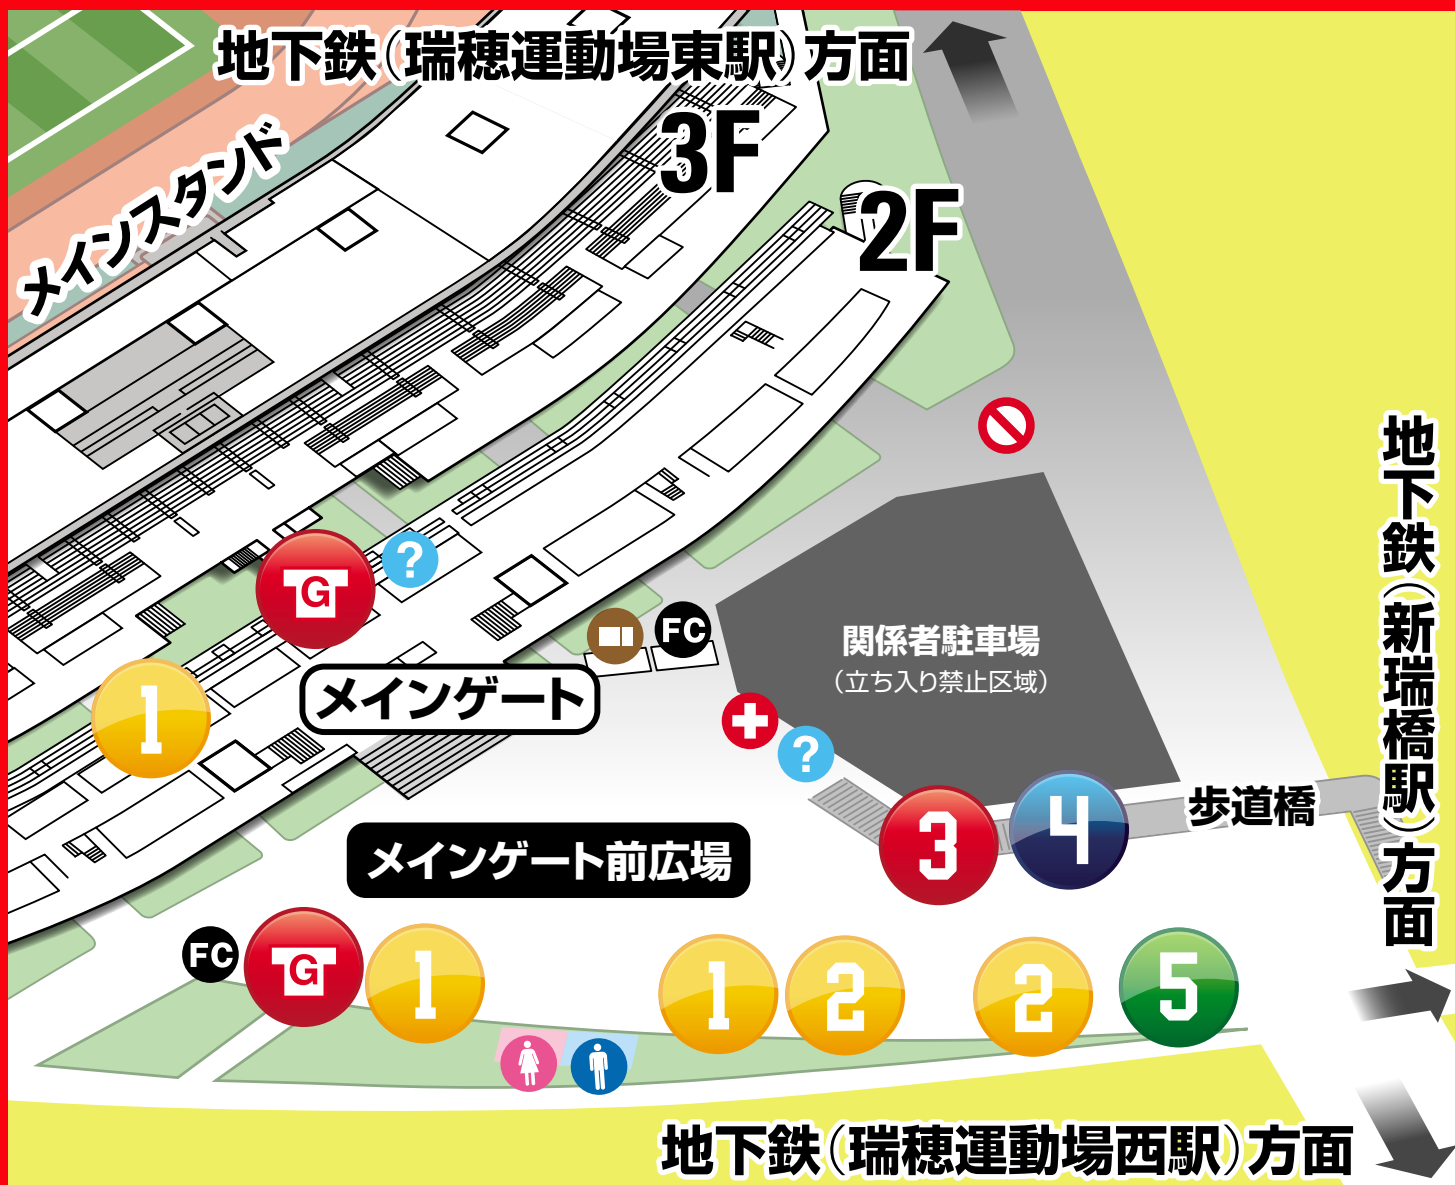 地下鉄（瑞穂運動場東駅）方面
メインスタンド
3F
2F
地下鉄（新瑞橋駅）方面
G
?
FC
関係者駐車場
（立ち入り禁止区域）
1
メインゲート
?
歩道橋
3
4
メインゲート前広場
FC
G
1
1
2
2
5
地下鉄（瑞穂運動場西駅）方面